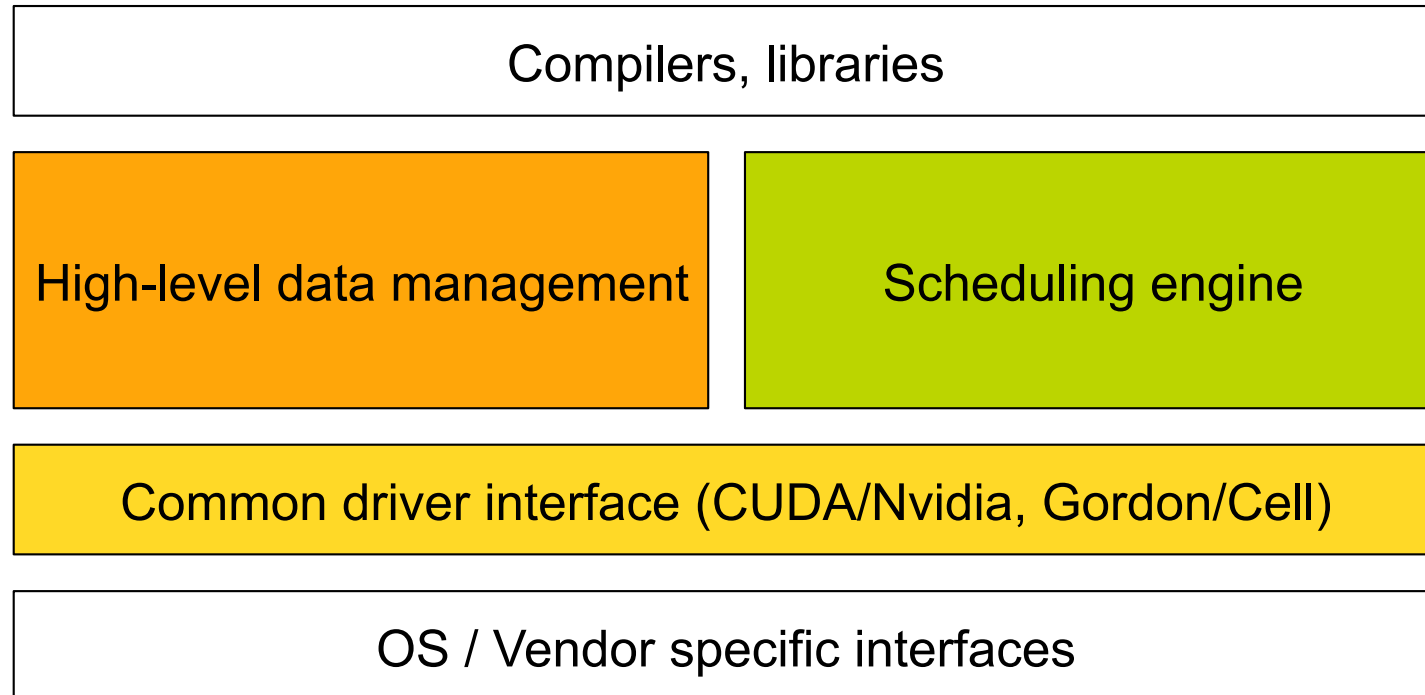 Compilers, libraries
High-level data management
Scheduling engine
Common driver interface (CUDA/Nvidia, Gordon/Cell)
OS / Vendor specific interfaces